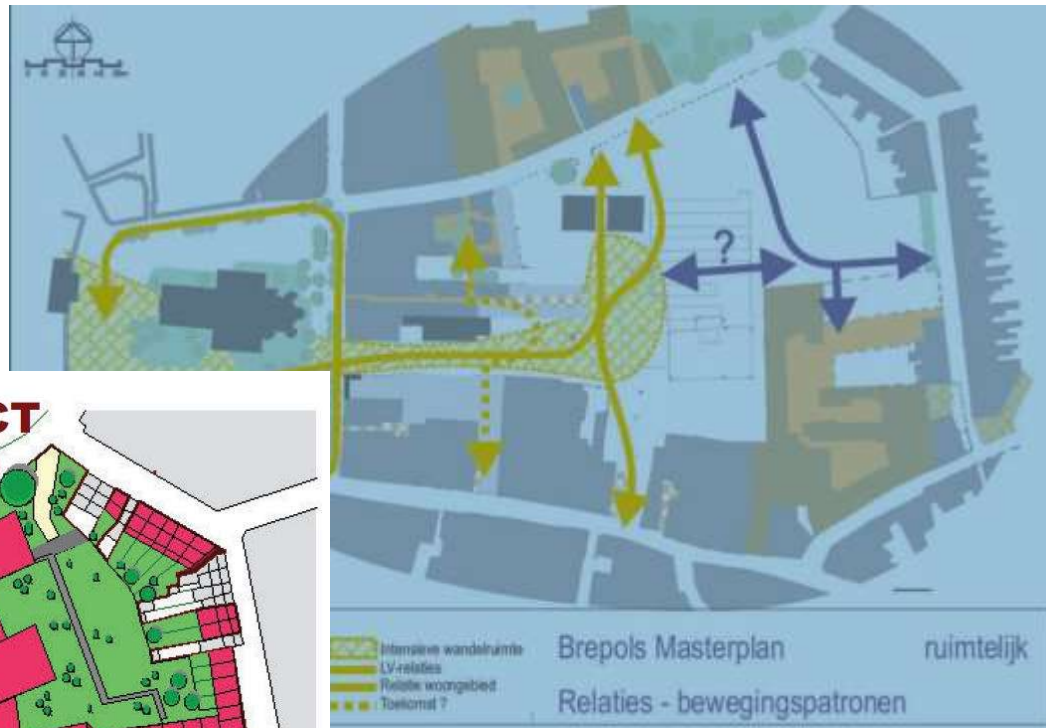 ?
CT
Intensieve wandelruimte
LV-relaties
Relatie woongebied
Toekomst ?
Brepols Masterplan
ruimtelijk
Relaties - bewegingspatronen